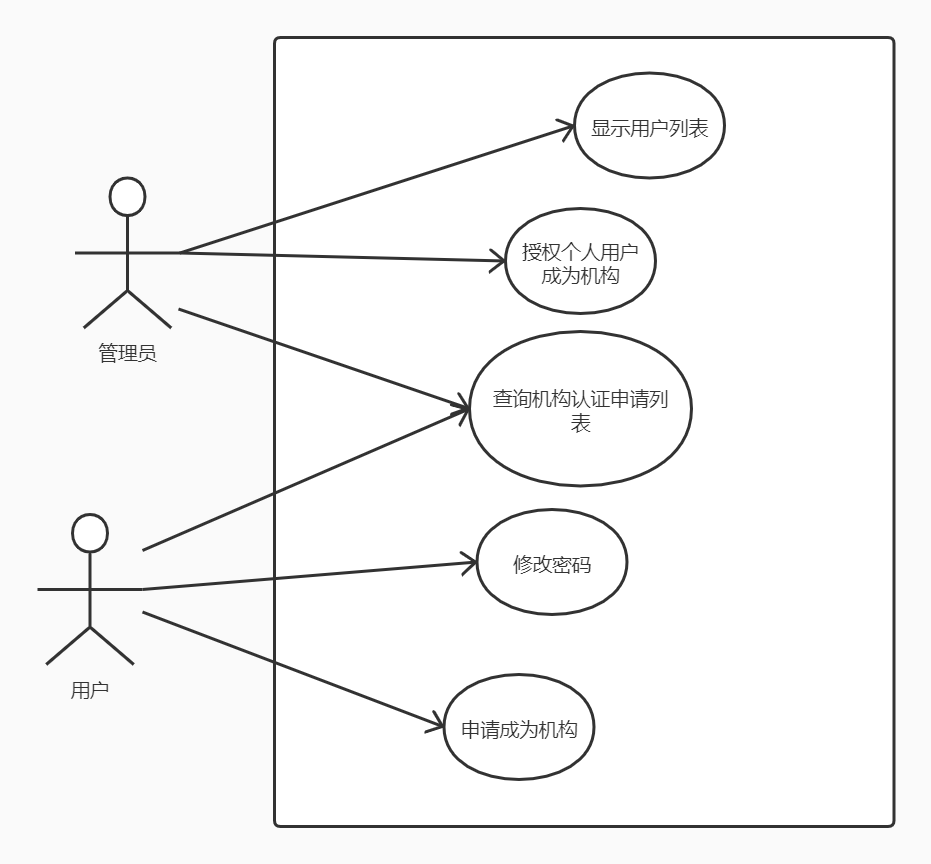 显示用户列表
授权个人用户
成为机构
管理员
查询机构认证申请列
表
修改密码
用户
申请成为机构